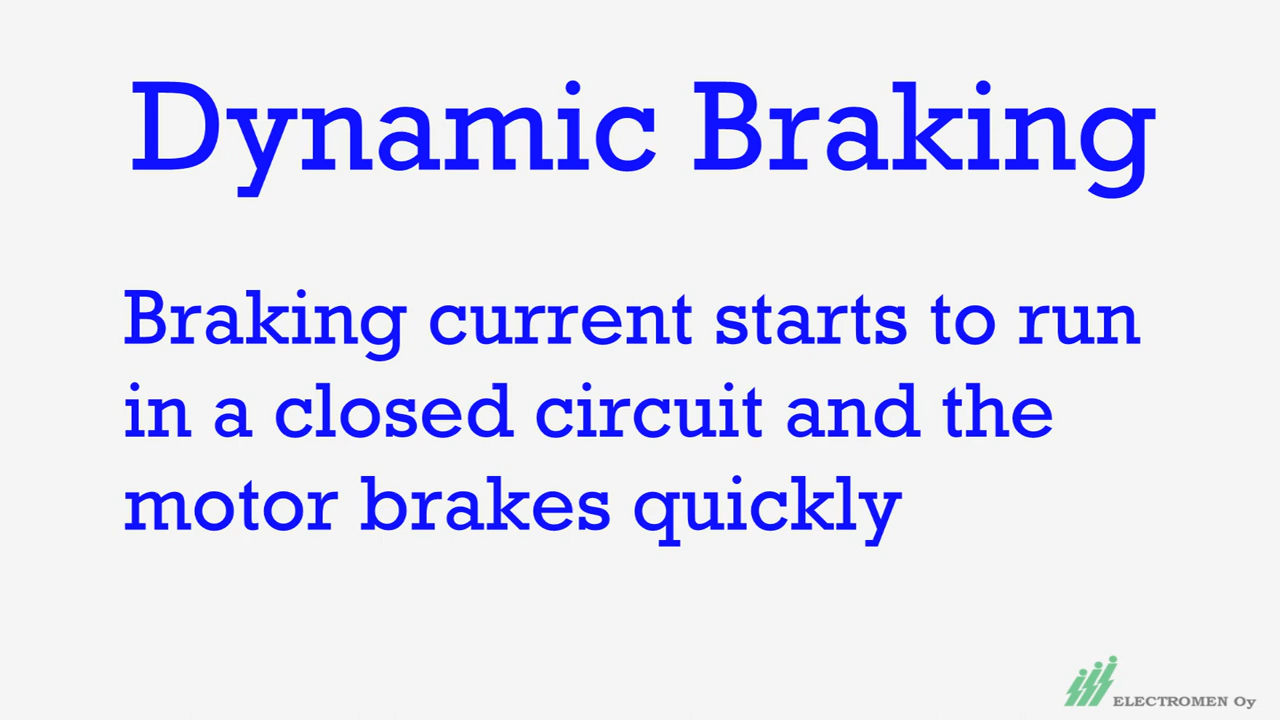 Dynamic Braking
Braking current starts to run
in a closed circuit and the
motor brakes quickly
ELECTROMEN Oy